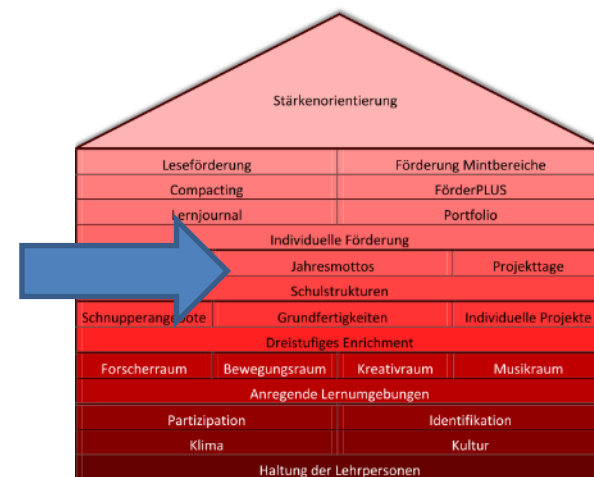 Stärkenorientierung
Leseförderung Förderung Mintbereiche
Compacting FörderPLUS
Lernjournal Portfolio
Individuelle Förderung
Jahresmottos Projekttage
Schulstrukturen
Schnupperangebote Grundfertigkeiten Individuelle Projekte
Dreistufiges Enrichment
Forscherraum Bewegungsraum Kreativraum Musikraum
Anregende Lernumgebungen
Partizipation Identifikation
Klima Kultur
Haltung der Lehrpersonen